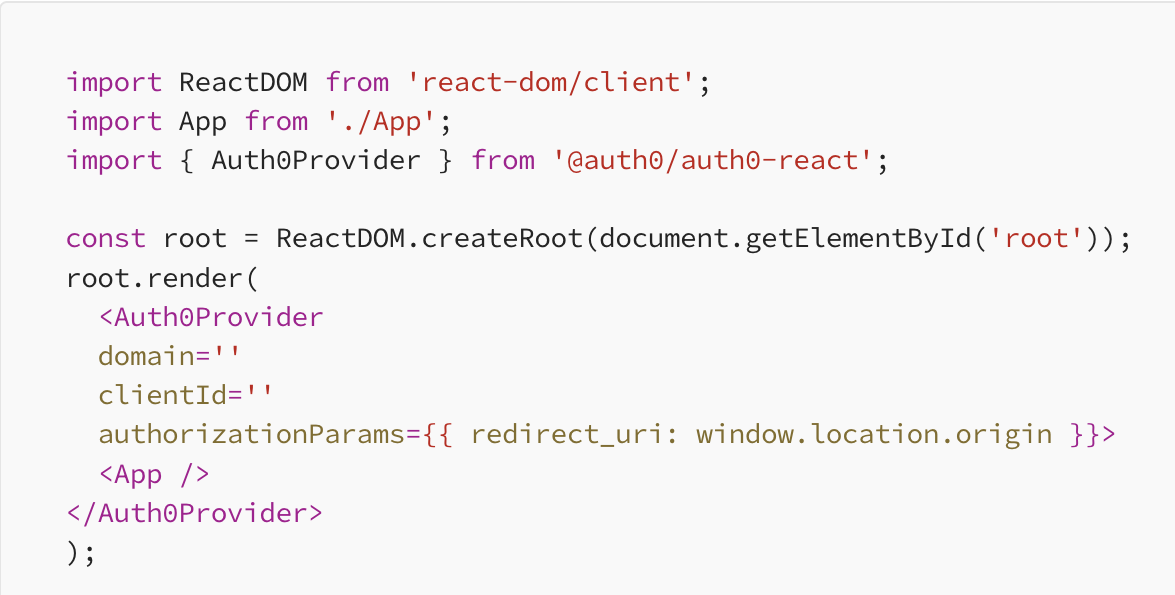 import ReactDOM from 'react-dom/client';
import App from './App';
import { Auth0Provider } from '@auth0/auth0-react';

const root = ReactDOM.createRoot(document.getElementById('root'));
root.render(
  <Auth0Provider
  domain=''
  clientId=''
  authorizationParams={{ redirect_uri: window.location.origin }}>
  <App />
</Auth0Provider>
);